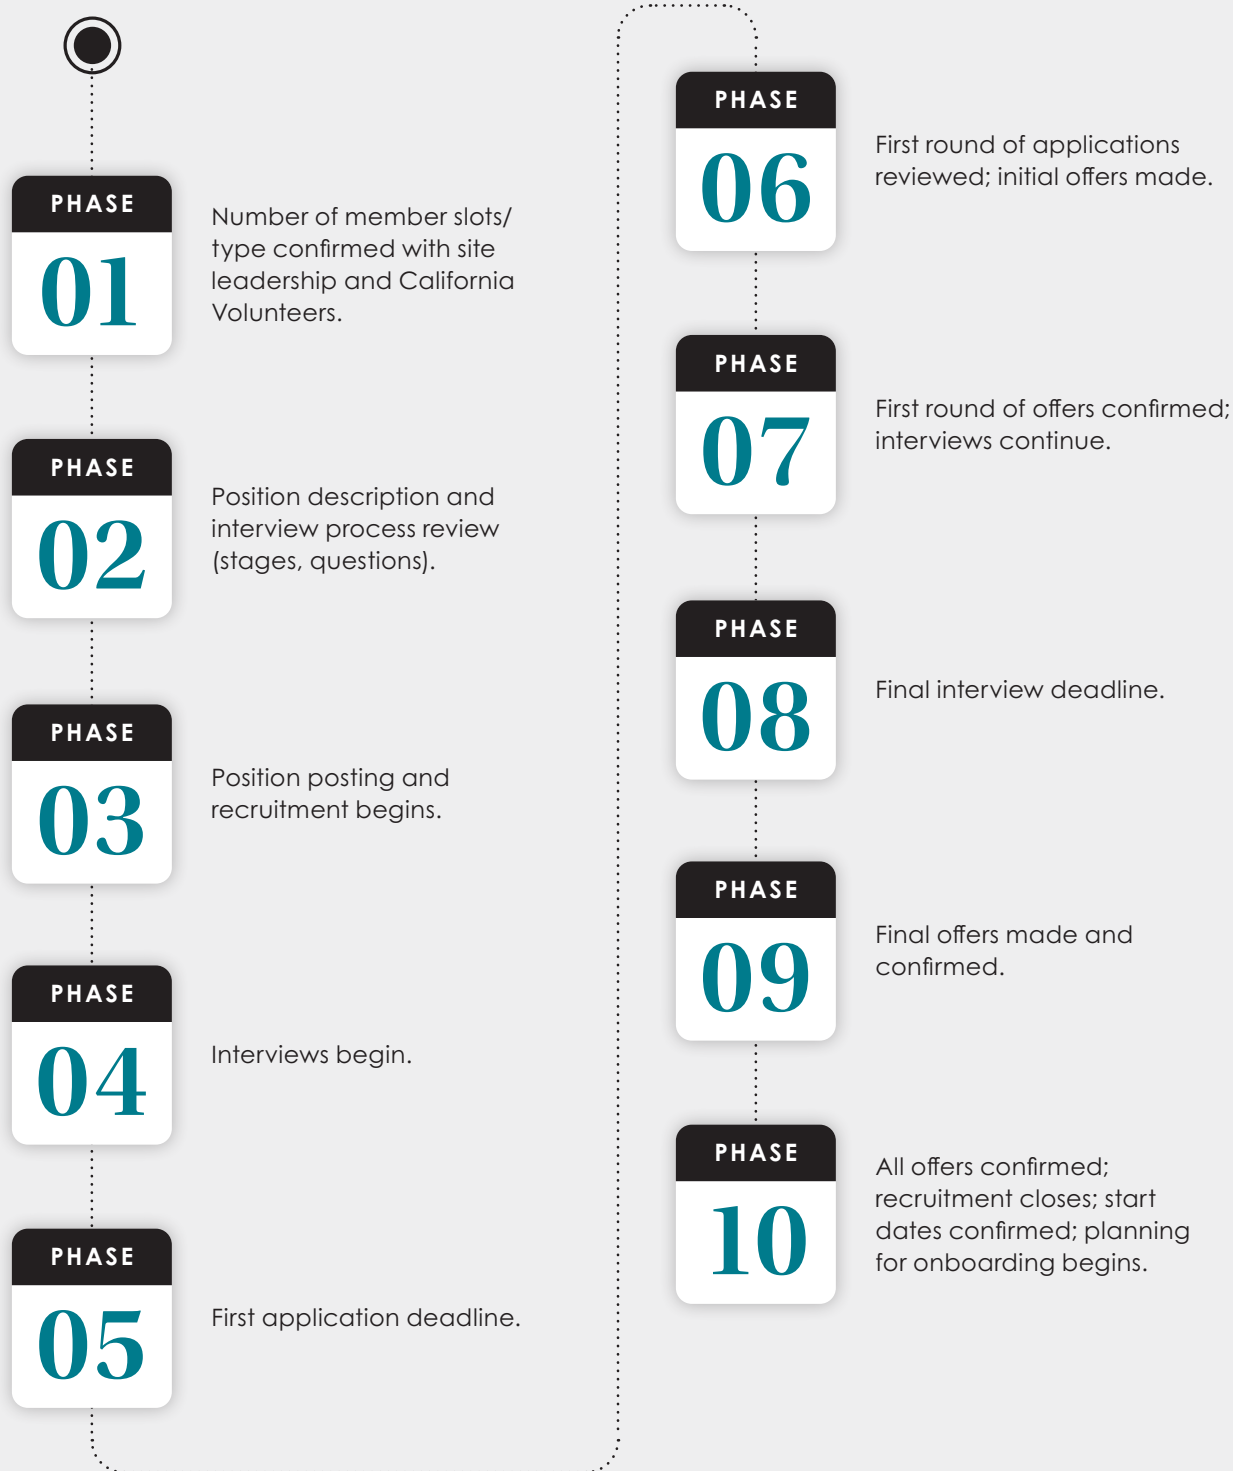 PHASE
01
Number of member slots/
type confirmed with site
leadership and California
Volunteers.
PHASE
02
Position description and
interview process review
(stages, questions).
PHASE
03
Position posting and
recruitment begins.
PHASE
04
Interviews begin.
PHASE
05
First application deadline.
PHASE
06
First round of applications
reviewed; initial offers made.
PHASE
07
First round of offers confirmed;
interviews continue.
PHASE
08
Final interview deadline.
PHASE
09
Final offers made and
confirmed.
PHASE
10
All offers confirmed;
recruitment closes; start
dates confirmed; planning
for onboarding begins.